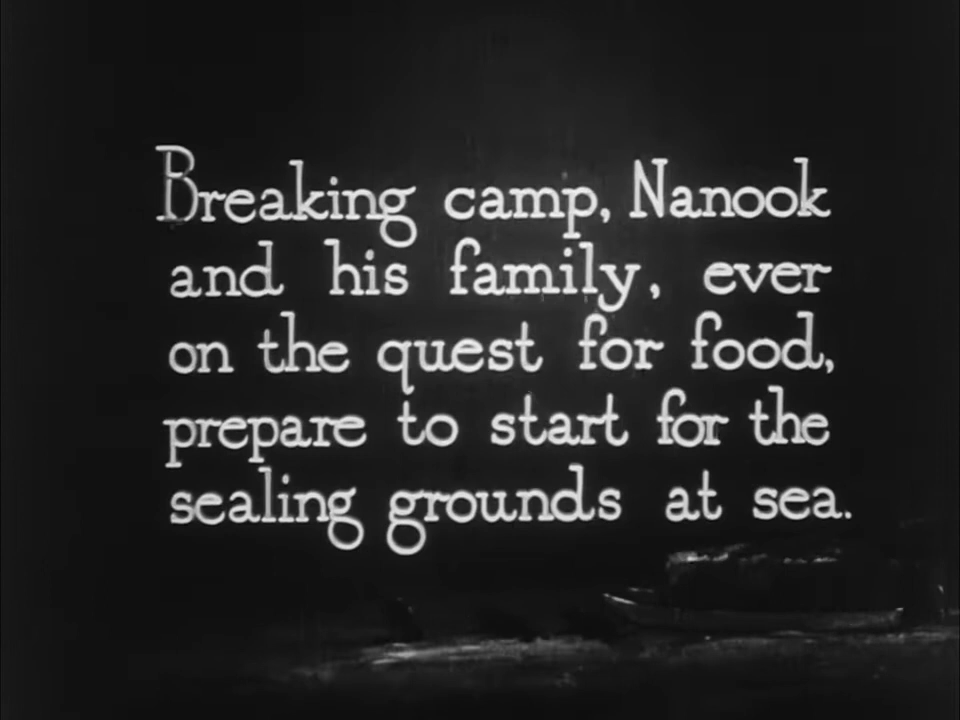 Breaking camp, Nanook
and his family, ever
on the quest for food,
prepare to start for the
sealing grounds at sea.